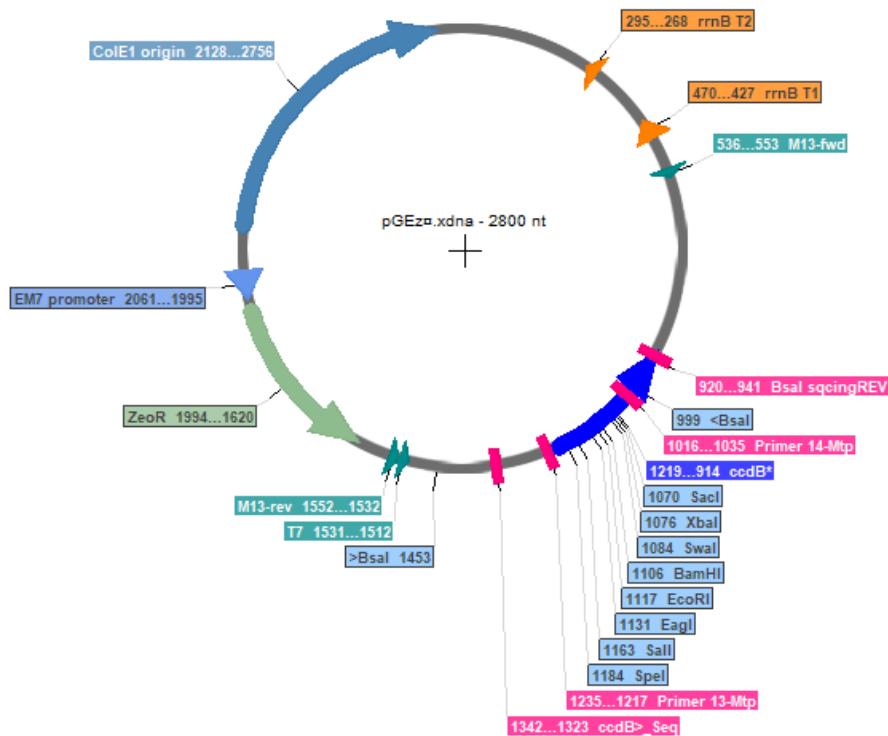 295...268 rrnB T2
ColE1 origin 2128...2756
470...427 rrnB T1
536...553 M13-fwd
pGEz¤.xdna - 2800 nt
EM7 promoter 2061...1995
920...941 BsaI sqcingREV
ZeoR 1994...1620
999 <BsaI
1016...1035 Primer 14-Mtp
1219...914 ccdB*
1070 SacI
M13-rev 1552...1532
1076 XbaI
T7 1531...1512
1084 SwaI
>BsaI 1453
1106 BamHI
1117 EcoRI
1131 EagI
1163 SalI
1184 SpeI
1235...1217 Primer 13-Mtp
1342...1323 ccdB>_Seq